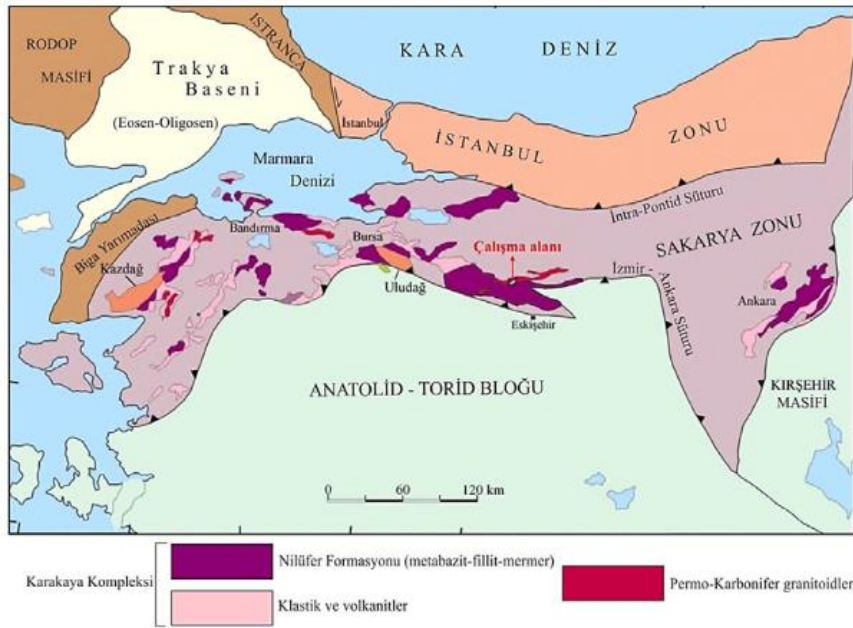 RODOP
MASİFİ
ISTRANCA
KARA DENİZ
Trakya
Baseni
(Eosen-Oligosen)
İstanbul
İSTANBUL ZONU
Marmara
Denizi
İntra-Pontid Süturu
SAKARYA ZONU
Biga Yarımadası
Bandırma
Kazdağ
Bursa
Uludağ
Çalışma alanı
Eskişehir
İzmir -
Ankara Süturu
Ankara
ANATOLİD - TORİD BLOĞU
KIRŞEHİR
MASİFİ
0 60 120 km
Karakaya Kompleksi
Nilüfer Formasyonu (metabazit-fillit-mermer)
Klastik ve volkanitler
Permo-Karbonifer granitoidler